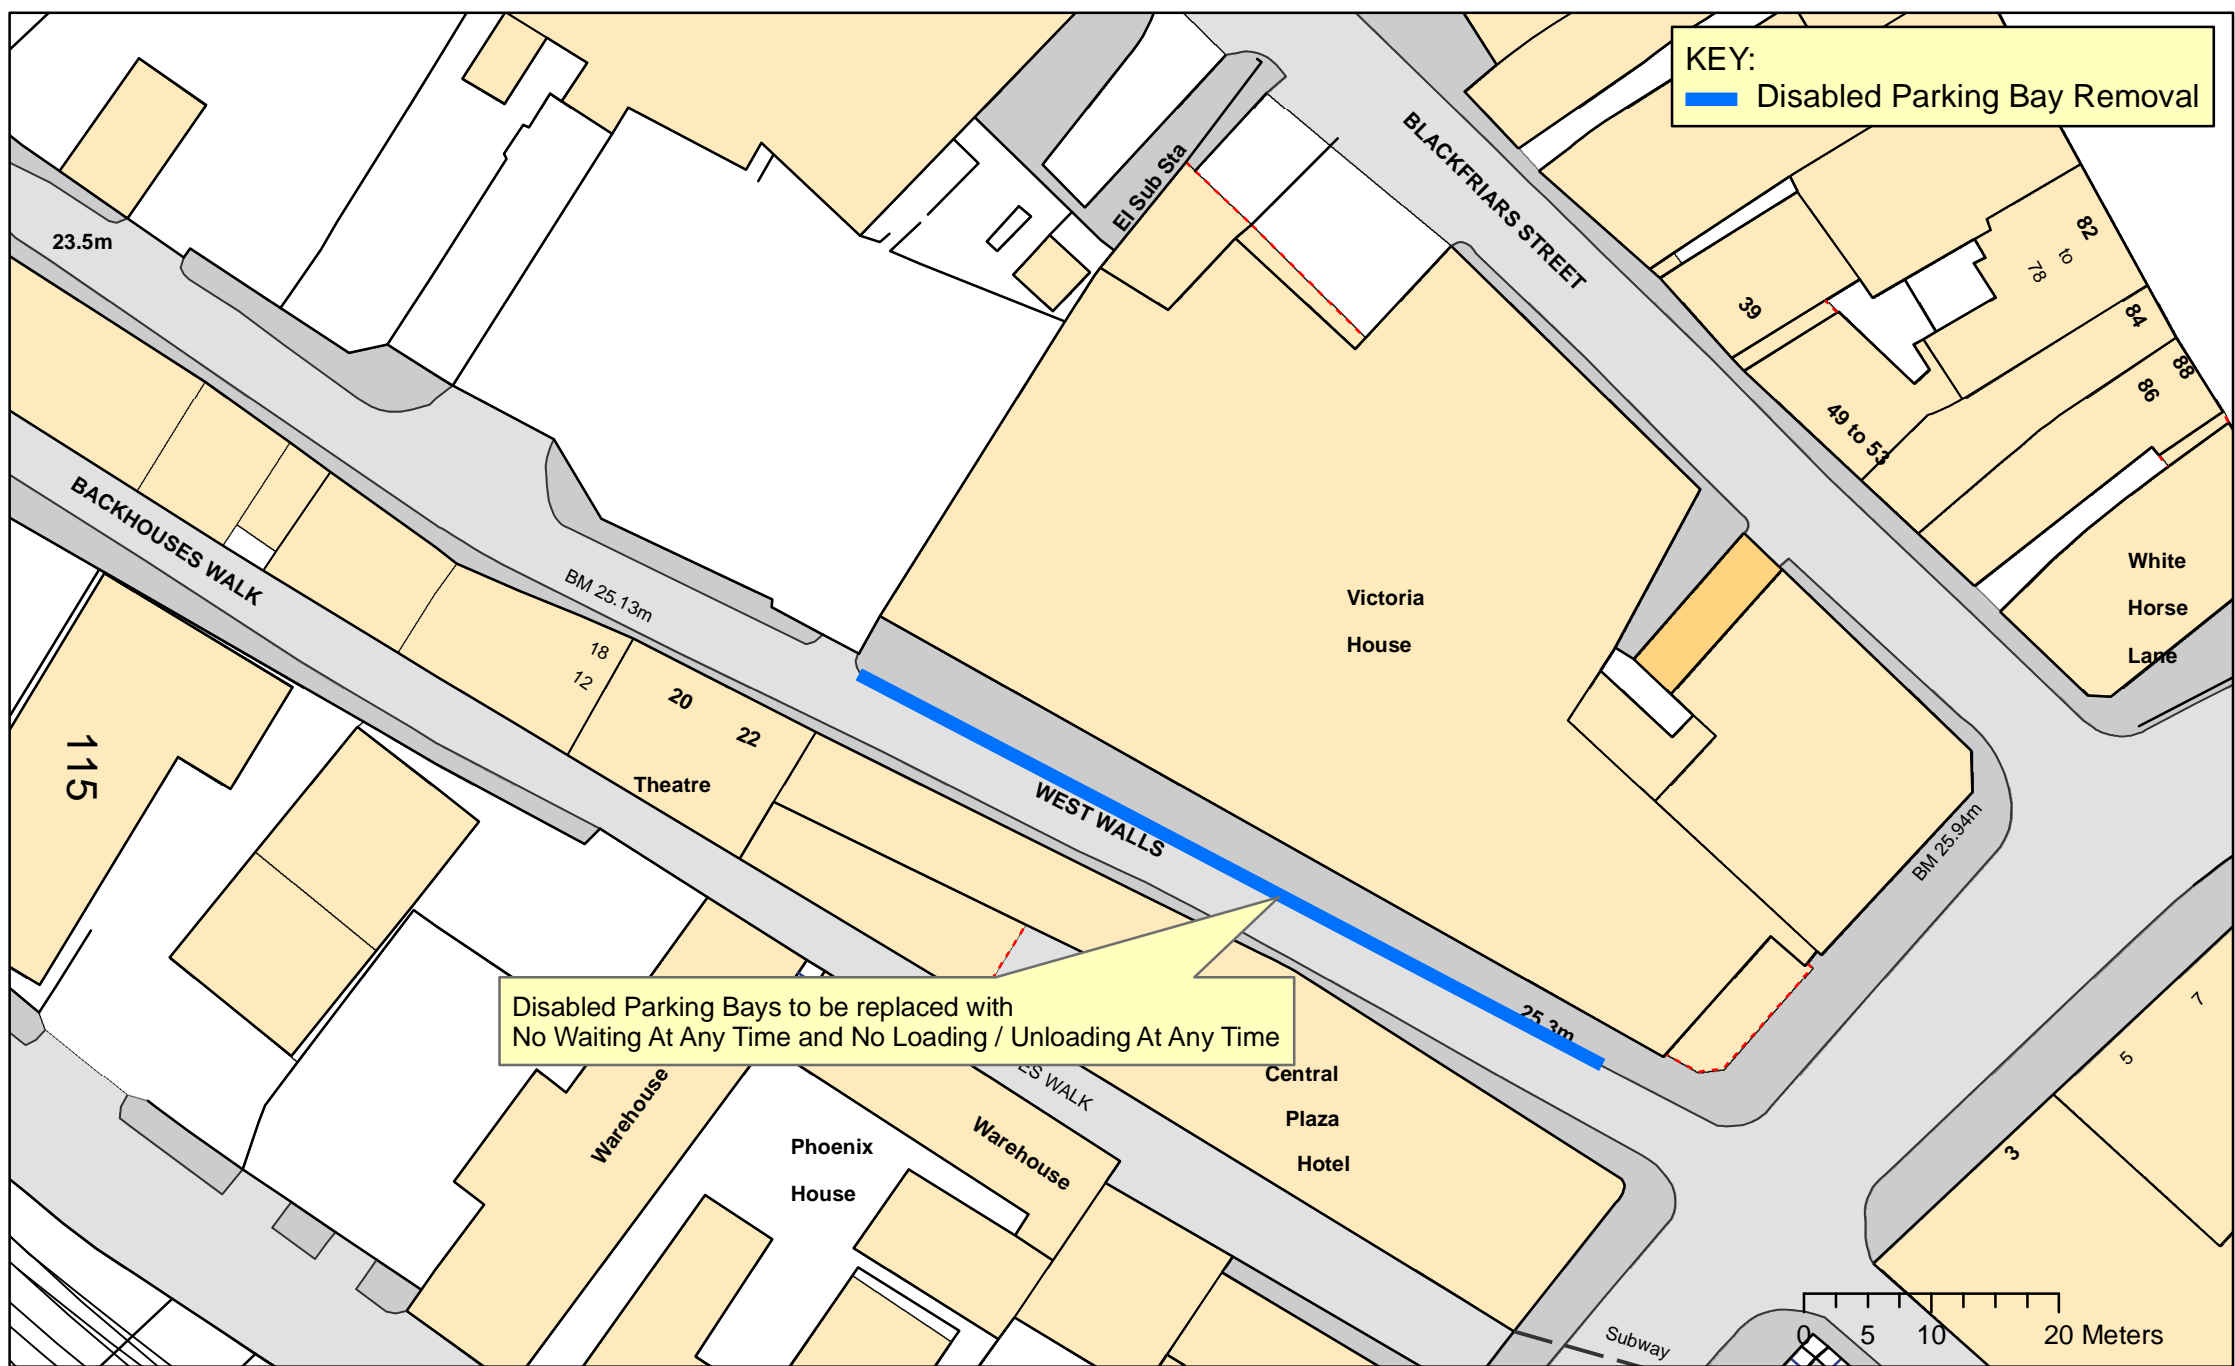 KEY:
Disabled Parking Bay Removal
BLACKFRIARS STREET
El Sub Sta
23.5m
82
to
78
39
84
88
86
49 to 53
BACKHOUSES WALK
BM 25.13m
White
Horse
Lane
Victoria
House
18
12
20
22
Theatre
115
WEST WALLS
BM 25.94m
Disabled Parking Bays to be replaced with
No Waiting At Any Time and No Loading / Unloading At Any Time
25.3m
7
5
3
ES WALK
Central
Plaza
Hotel
Warehouse
Phoenix
House
Warehouse
Subway
0 5 10 20 Meters